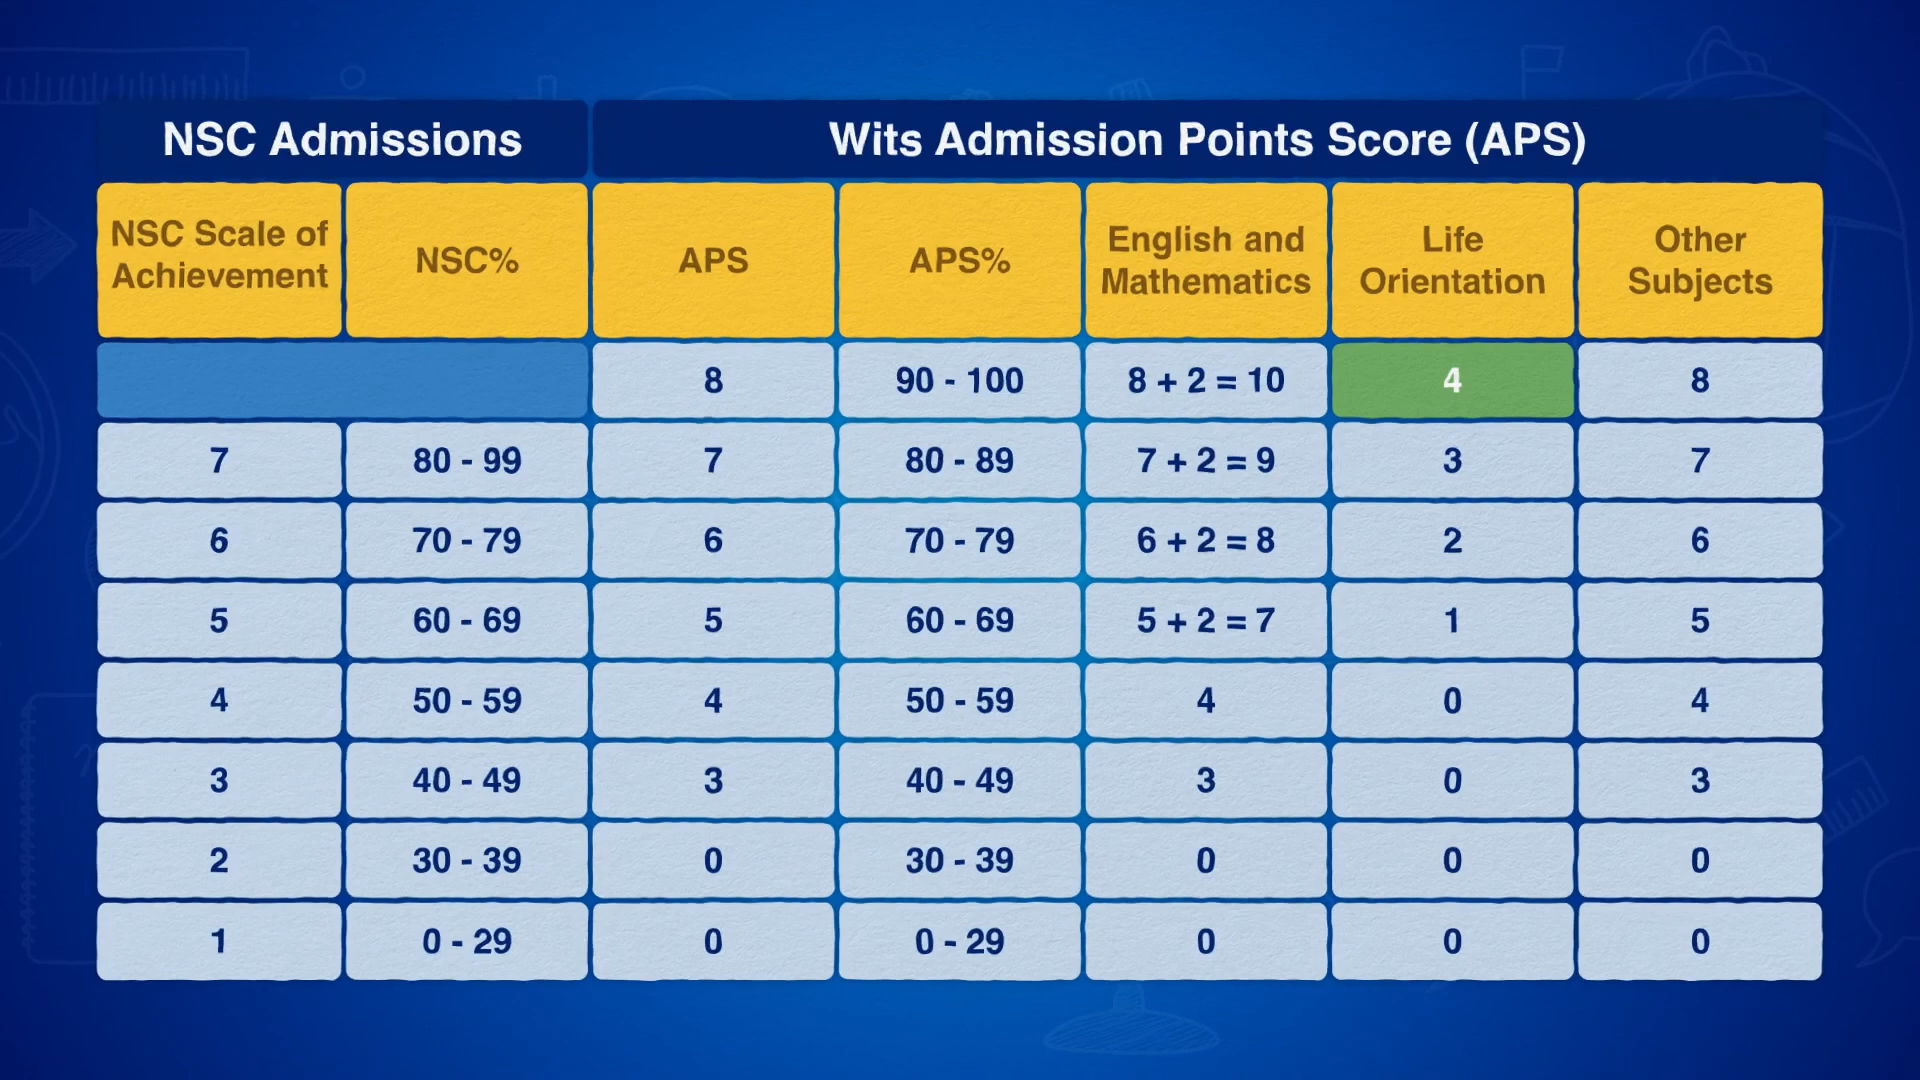 NSC Admissions
Wits Admission Points Score (APS)
NSC Scale of
Achievement
NSC%
APS
APS%
English and
Mathematics
Life
Orientation
Other
Subjects
8
90 - 100
8 + 2 = 10
4
8
7
80 - 99
7
80 - 89
7 + 2 = 9
3
7
6
70 - 79
6
70 - 79
6 + 2 = 8
2
6
5
60 - 69
5
60 - 69
5 + 2 = 7
1
5
4
50 - 59
4
50 - 59
4
0
4
3
40 - 49
3
40 - 49
3
0
3
2
30 - 39
0
30 - 39
0
0
0
1
0 - 29
0
0 - 29
0
0
0